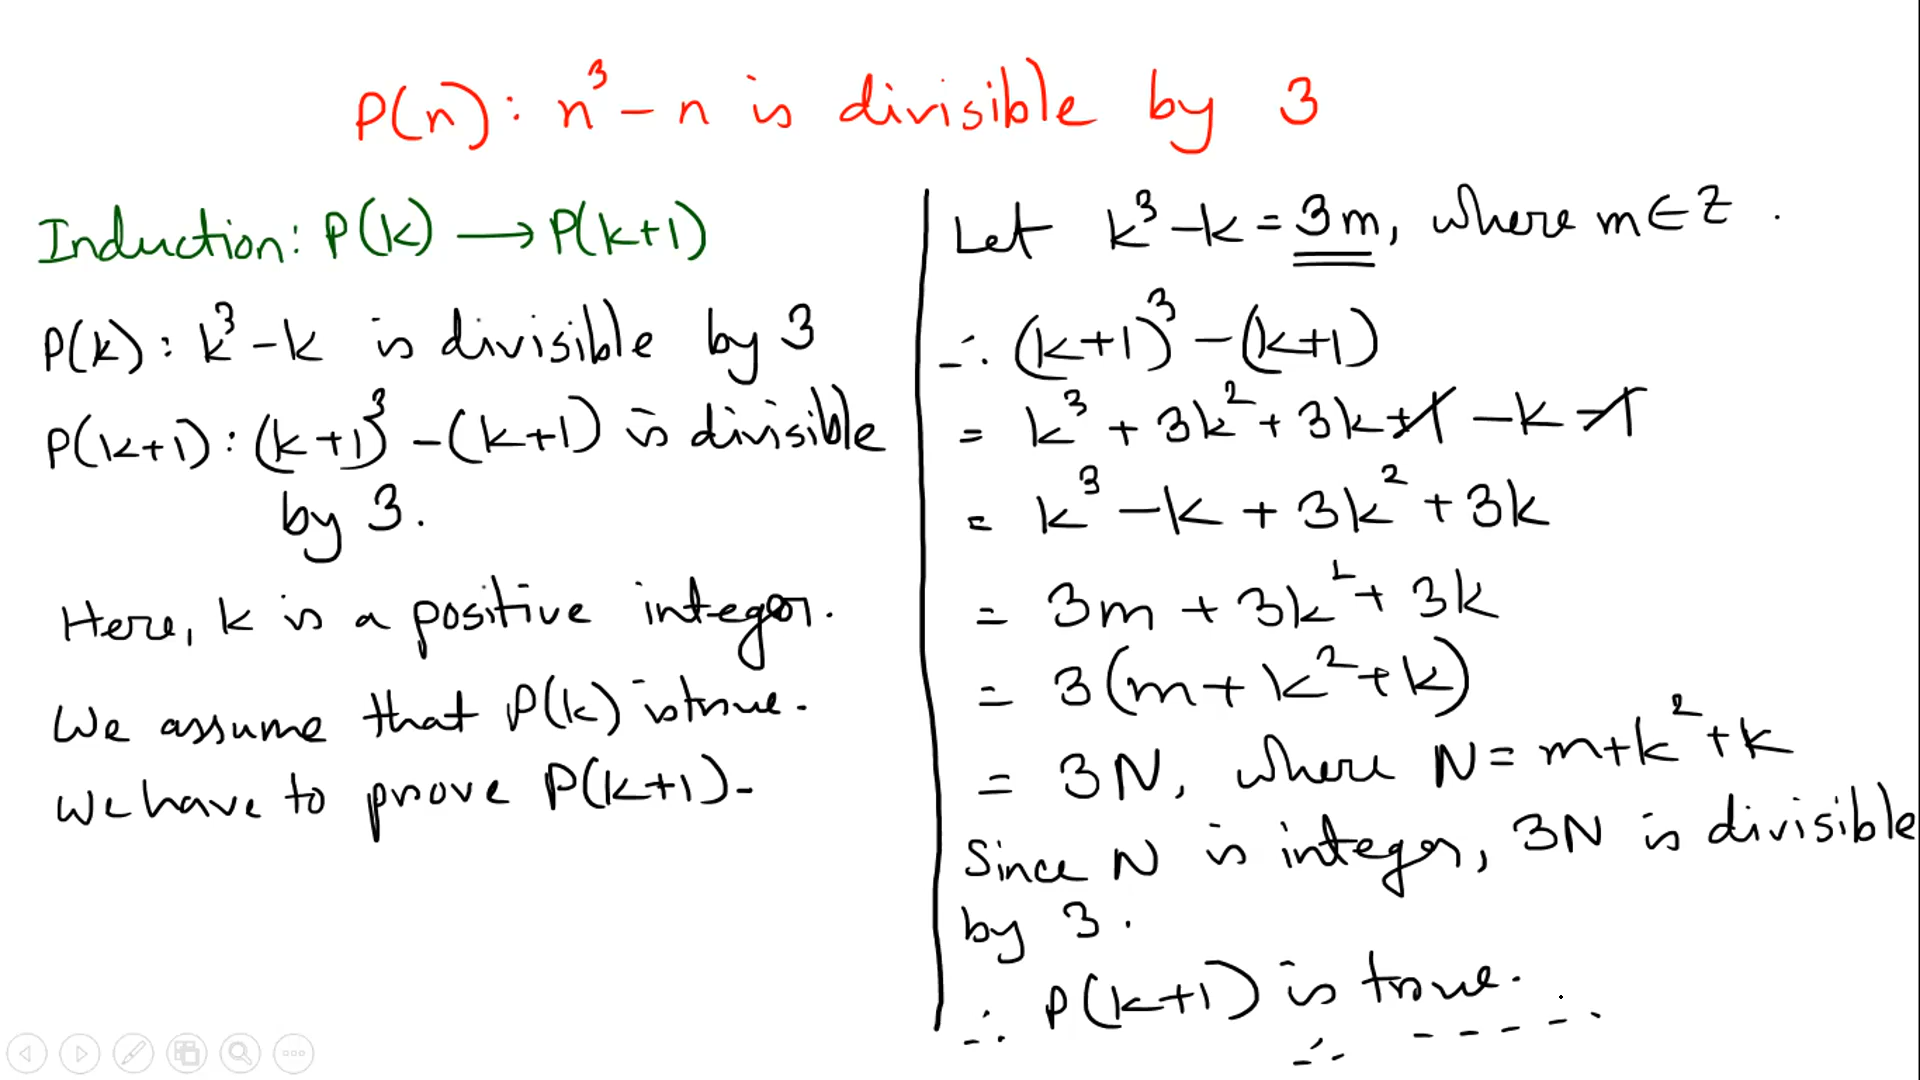 P(n): n³ - n is divisible by 3
Induction: P(k) → P(k+1)
P(k): k³ - k is divisible by 3
P(k+1): (k+1)³ - (k+1) is divisible
by 3.
Here, k is a positive integer.
We assume that P(k) is true.
We have to prove P(k+1).
Let k³ - k = 3m, where m ∈ Z.
∴ (k+1)³ - (k+1)
= k³ + 3k² + 3k + 1 - k - 1
= k³ - k + 3k² + 3k
= 3m + 3k² + 3k
= 3(m + k² + k)
= 3N, where N = m + k² + k
Since N is integer, 3N is divisible
by 3.
∴ P(k+1) is true.
∴ - - - - -